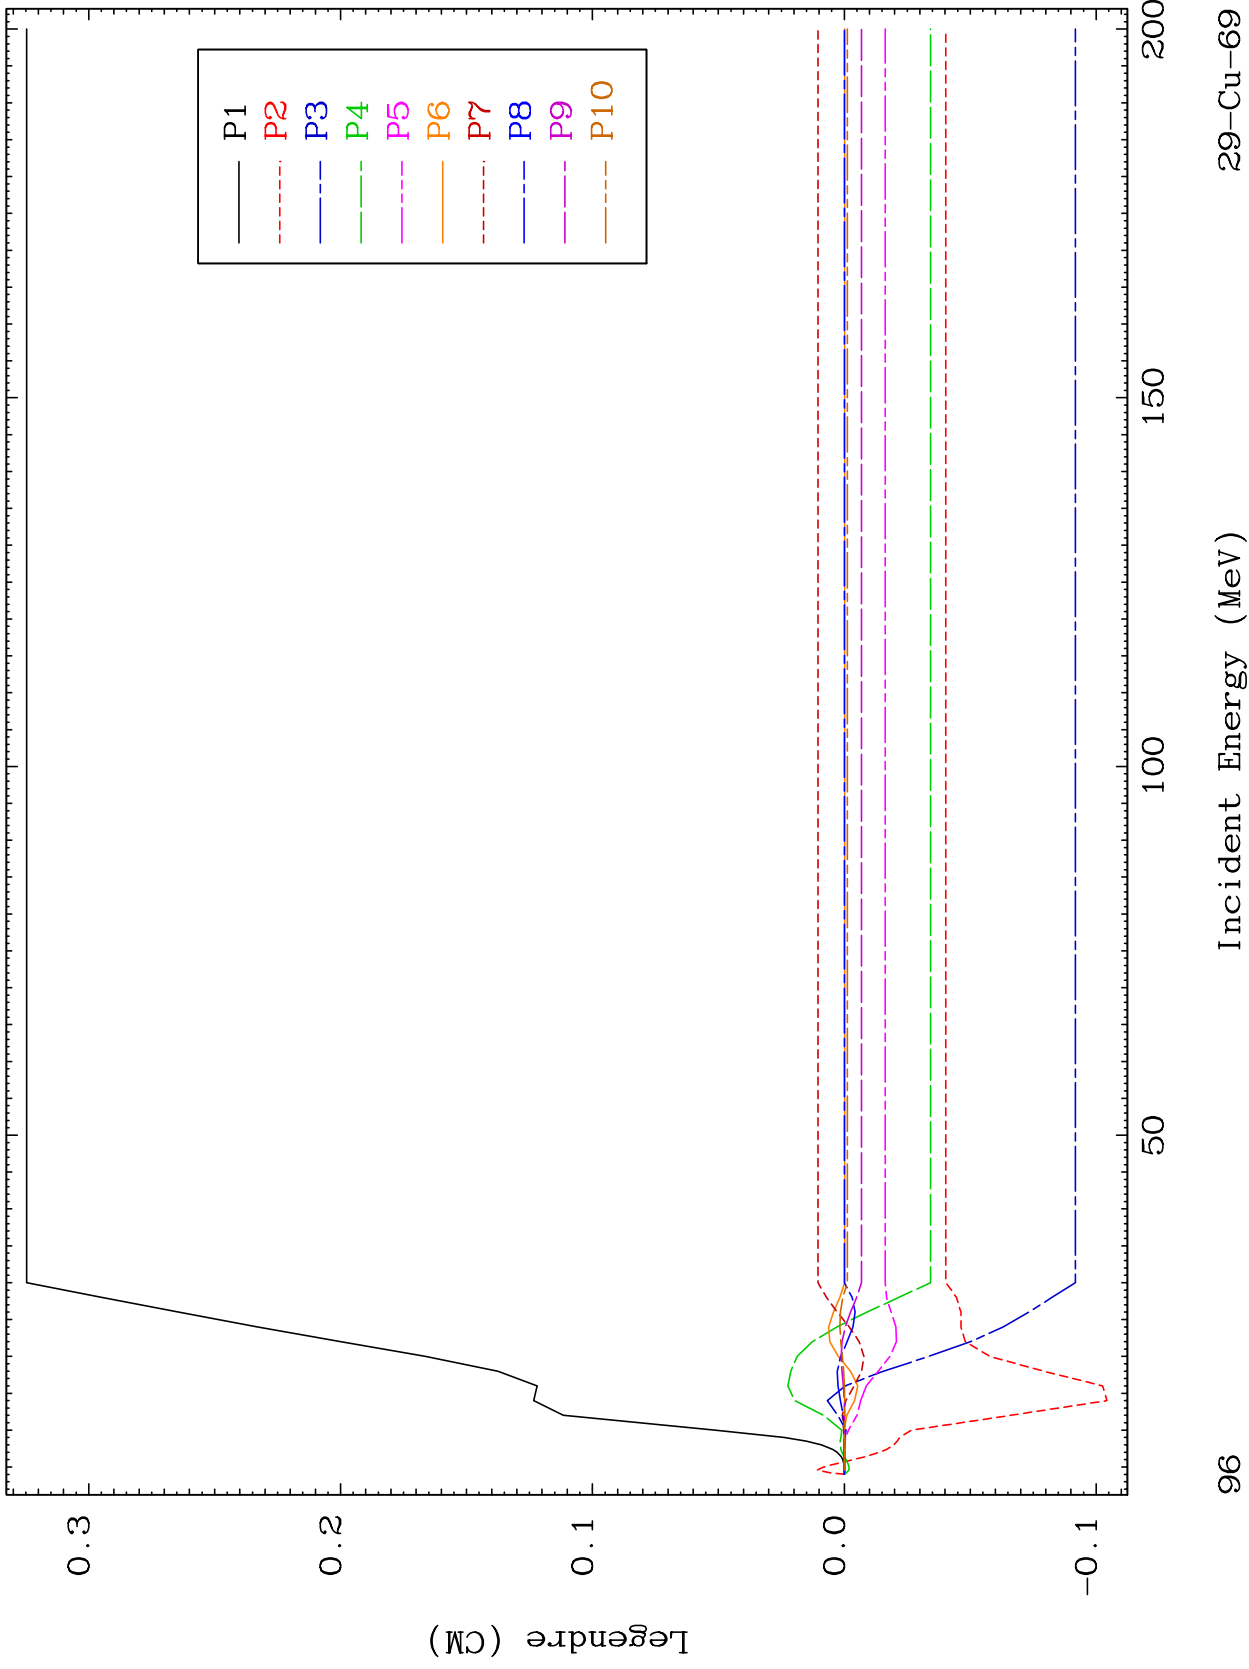 Legendre (CM)
0.3
0.2
0.1
0.0
-0.1
P1
P2
P3
P4
P5
P6
P7
P8
P9
P10
50
100
150
200
Incident Energy (MeV)
96
29-Cu-69